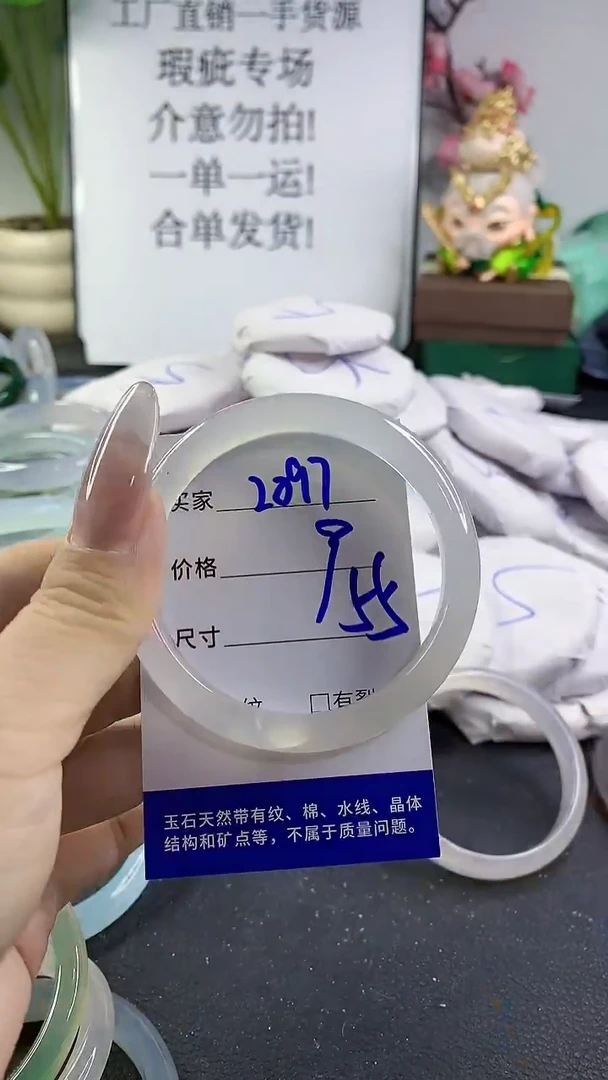 工厂直销一手货源
瑕疵专场
介意勿拍!
一单一运!
合单发货!
买家 2097
价格
尺寸 55
纹 □有裂
玉石天然带有纹、棉、水线、晶体
结构和矿点等，不属于质量问题。